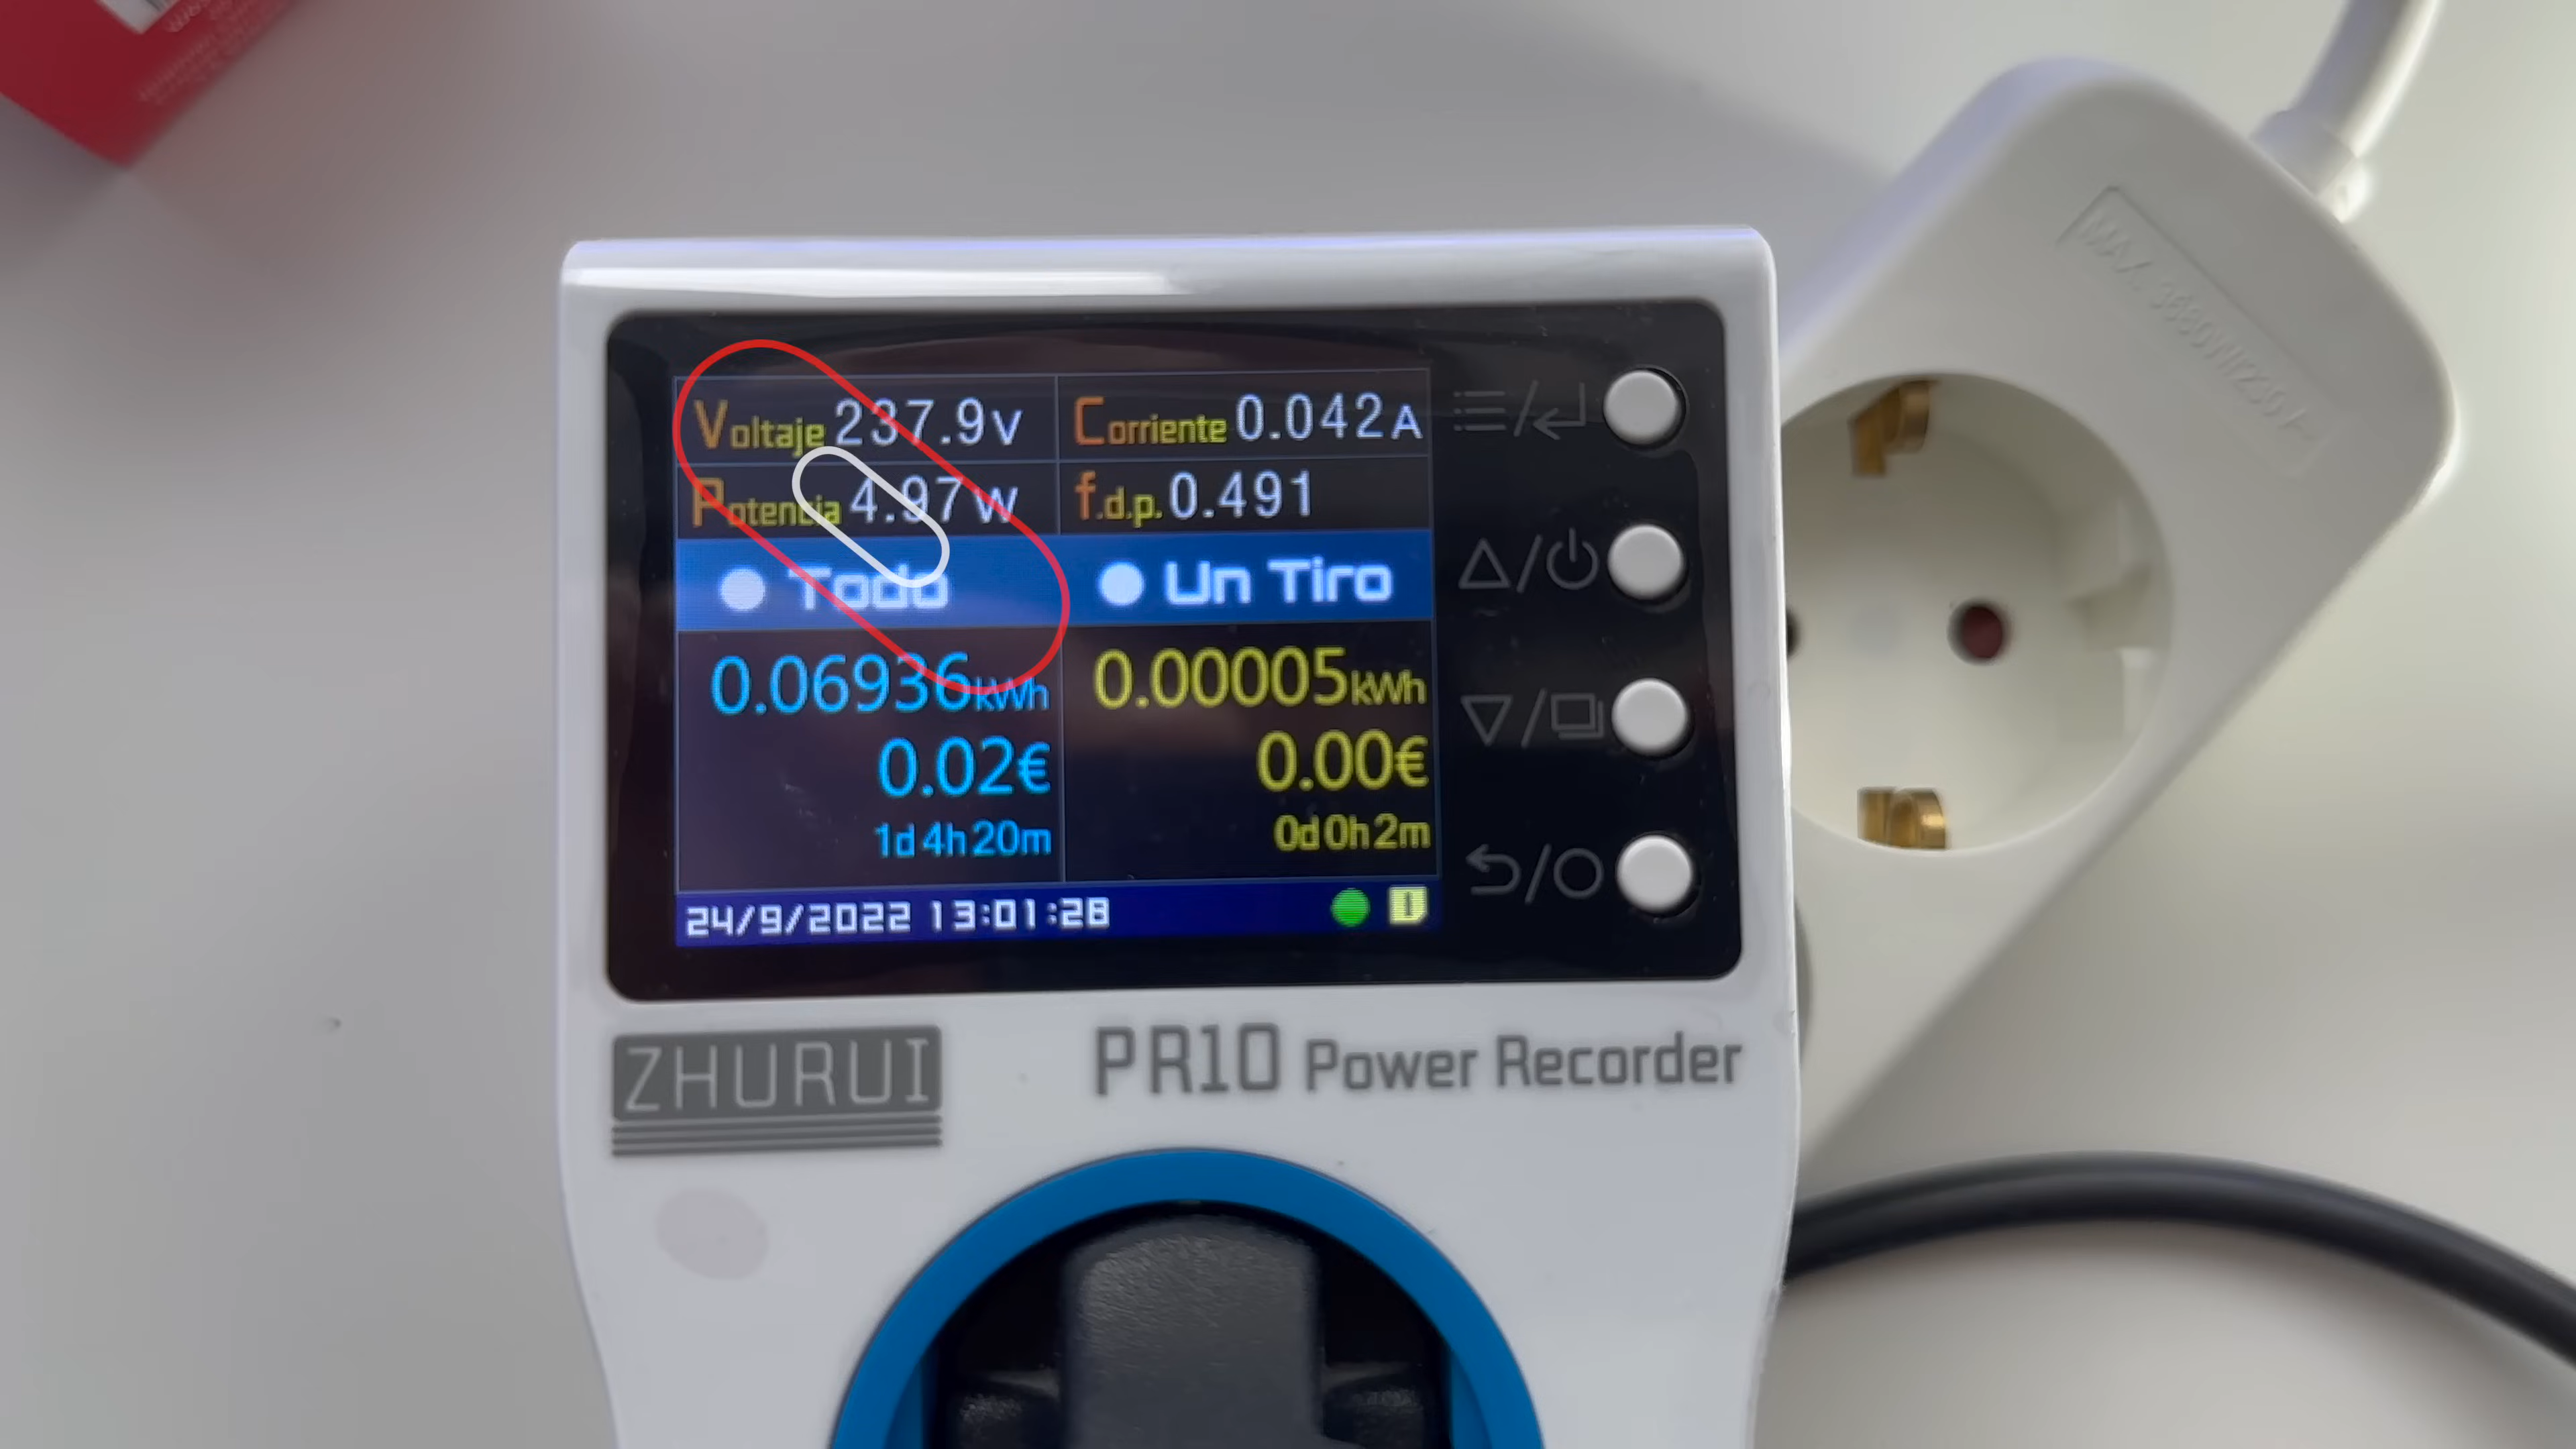 Voltaje 237.9V Corriente 0.042A
Potencia 4.97W f.d.p. 0.491
Todo Un Tiro
0.06936kWh 0.00005kWh
0.02€ 0.00€
1d 4h 20m 0d 0h 2m
24/9/2022 13:01:28
ZHURUI PR10 Power Recorder